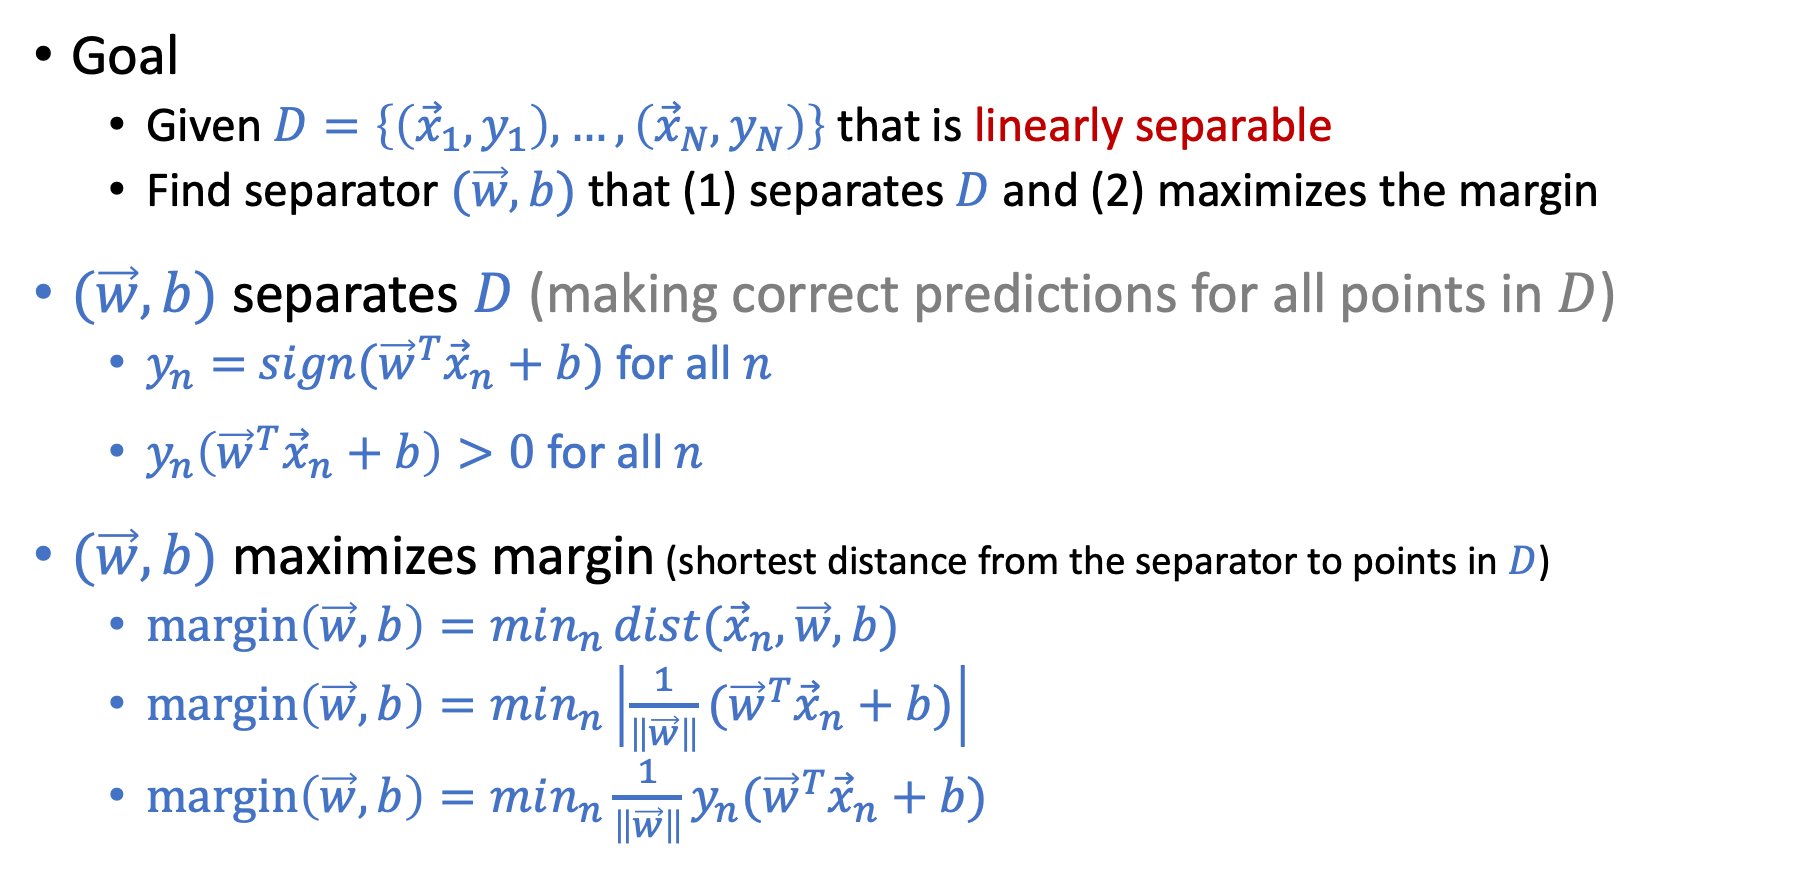 • Goal
• Given D = {(x⃗₁, y₁), … , (x⃗_N, y_N)} that is linearly separable
• Find separator (w⃗, b) that (1) separates D and (2) maximizes the margin
• (w⃗, b) separates D (making correct predictions for all points in D)
• yₙ = sign(w⃗ᵀx⃗ₙ + b) for all n
• yₙ(w⃗ᵀx⃗ₙ + b) > 0 for all n
• (w⃗, b) maximizes margin (shortest distance from the separator to points in D)
• margin(w⃗, b) = minₙ dist(x⃗ₙ, w⃗, b)
• margin(w⃗, b) = minₙ |1/‖w⃗‖ (w⃗ᵀx⃗ₙ + b)|
• margin(w⃗, b) = minₙ 1/‖w⃗‖ yₙ(w⃗ᵀx⃗ₙ + b)